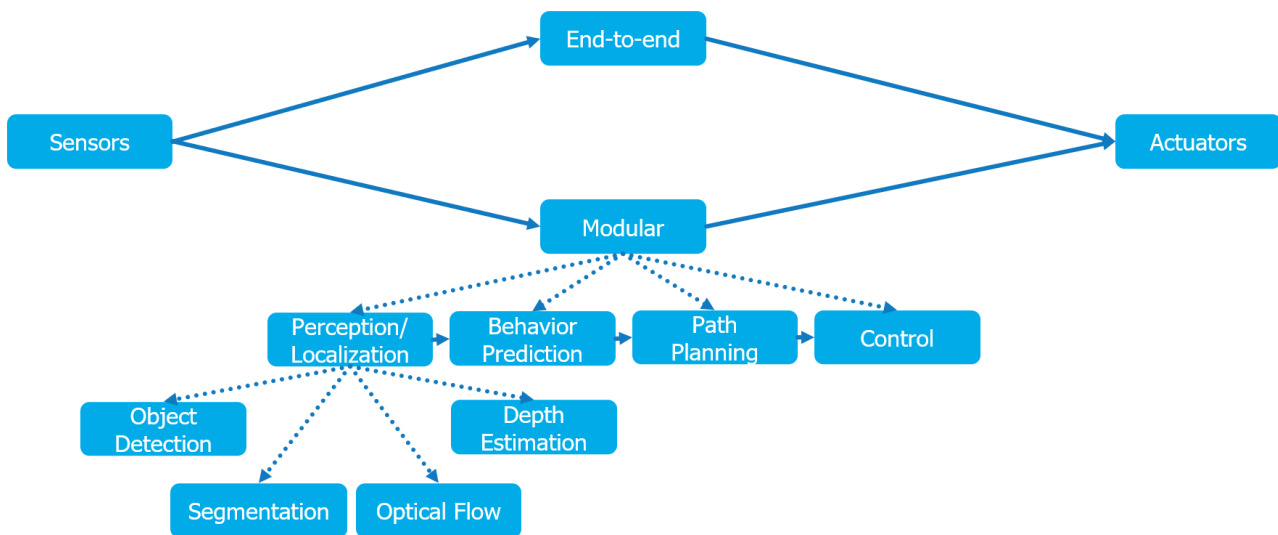 End-to-end
Sensors
Actuators
Modular
Perception/
Localization
Behavior
Prediction
Path
Planning
Control
Object
Detection
Depth
Estimation
Segmentation
Optical Flow